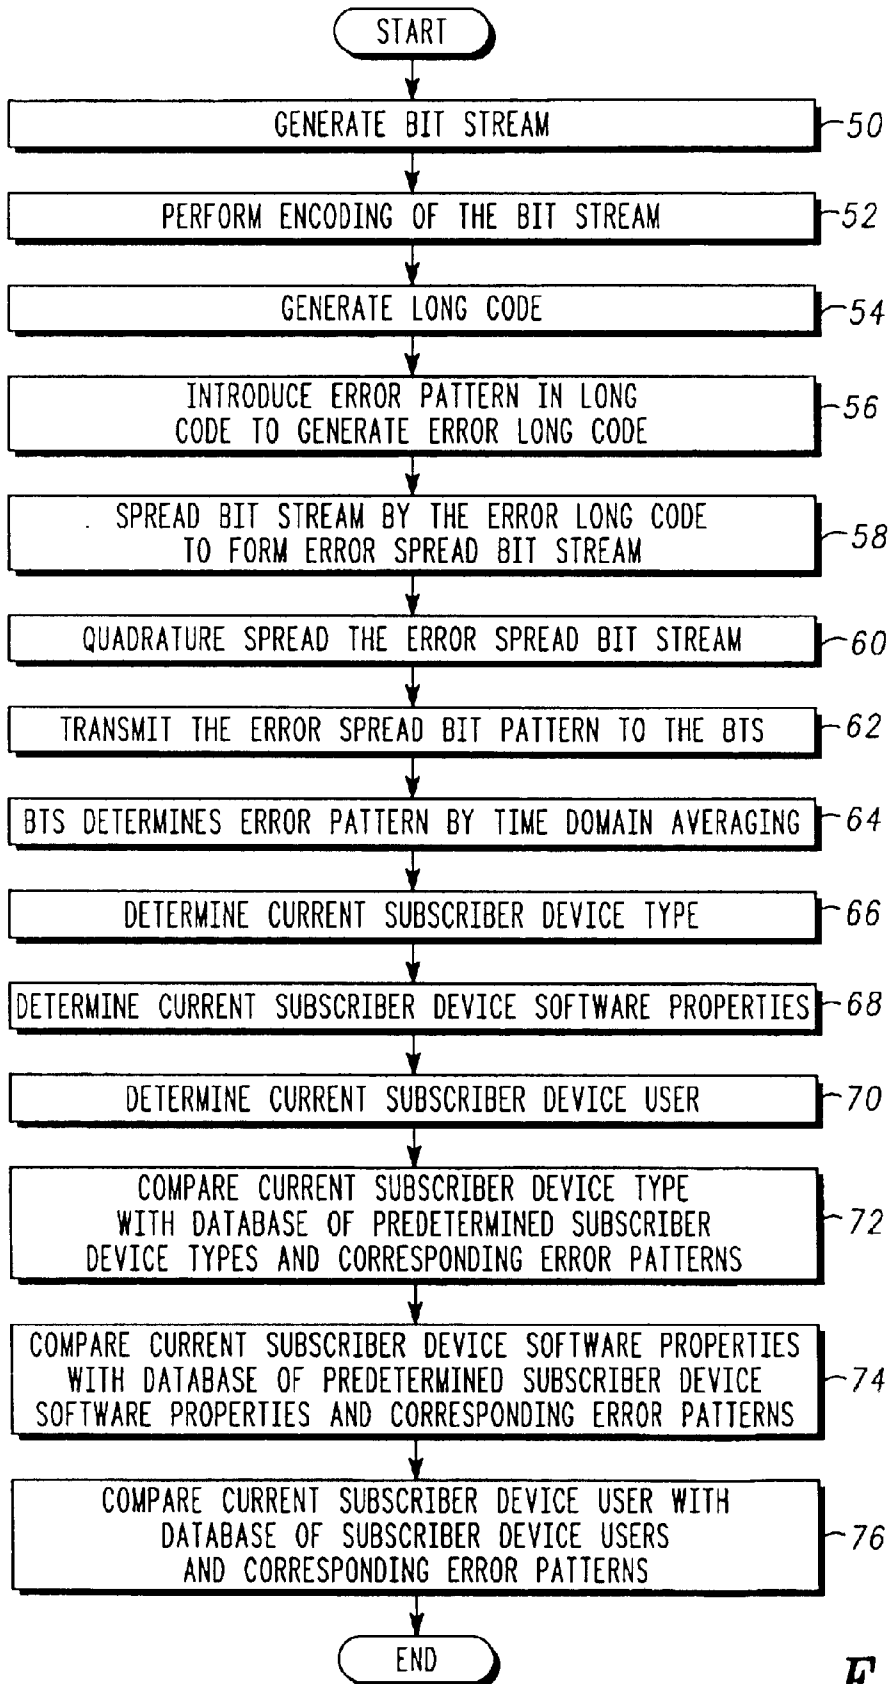 START
GENERATE BIT STREAM
50
PERFORM ENCODING OF THE BIT STREAM
52
GENERATE LONG CODE
54
INTRODUCE ERROR PATTERN IN LONG
CODE TO GENERATE ERROR LONG CODE
56
SPREAD BIT STREAM BY THE ERROR LONG CODE
TO FORM ERROR SPREAD BIT STREAM
58
QUADRATURE SPREAD THE ERROR SPREAD BIT STREAM
60
TRANSMIT THE ERROR SPREAD BIT PATTERN TO THE BTS
62
BTS DETERMINES ERROR PATTERN BY TIME DOMAIN AVERAGING
64
DETERMINE CURRENT SUBSCRIBER DEVICE TYPE
66
DETERMINE CURRENT SUBSCRIBER DEVICE SOFTWARE PROPERTIES
68
DETERMINE CURRENT SUBSCRIBER DEVICE USER
70
COMPARE CURRENT SUBSCRIBER DEVICE TYPE
WITH DATABASE OF PREDETERMINED SUBSCRIBER
DEVICE TYPES AND CORRESPONDING ERROR PATTERNS
72
COMPARE CURRENT SUBSCRIBER DEVICE SOFTWARE PROPERTIES
WITH DATABASE OF PREDETERMINED SUBSCRIBER DEVICE
SOFTWARE PROPERTIES AND CORRESPONDING ERROR PATTERNS
74
COMPARE CURRENT SUBSCRIBER DEVICE USER WITH
DATABASE OF SUBSCRIBER DEVICE USERS
AND CORRESPONDING ERROR PATTERNS
76
END